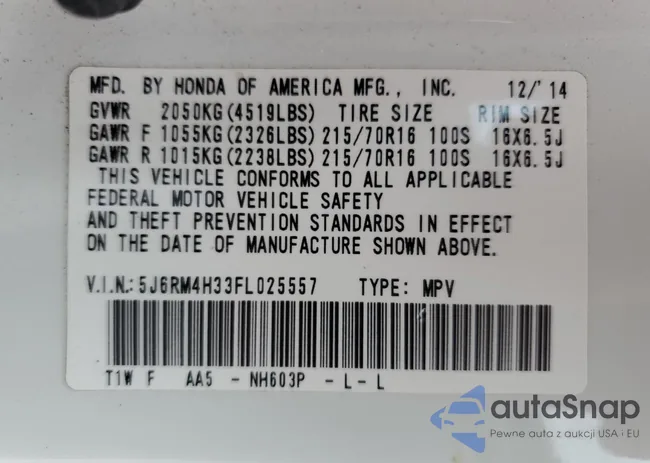 MFD. BY HONDA OF AMERICA MFG., INC. 12/'14
GVWR 2050KG(4519LBS) TIRE SIZE RIM SIZE
GAWR F 1055KG(2326LBS) 215/70R16 100S 16X6.5J
GAWR R 1015KG(2238LBS) 215/70R16 100S 16X6.5J
THIS VEHICLE CONFORMS TO ALL APPLICABLE
FEDERAL MOTOR VEHICLE SAFETY
AND THEFT PREVENTION STANDARDS IN EFFECT
ON THE DATE OF MANUFACTURE SHOWN ABOVE.
V.I.N.: 5J6RM4H33FL025557 TYPE: MPV
T1W F AA5 - NH603P - L - L
autaSnap
Pewne auta z aukcji USA i EU